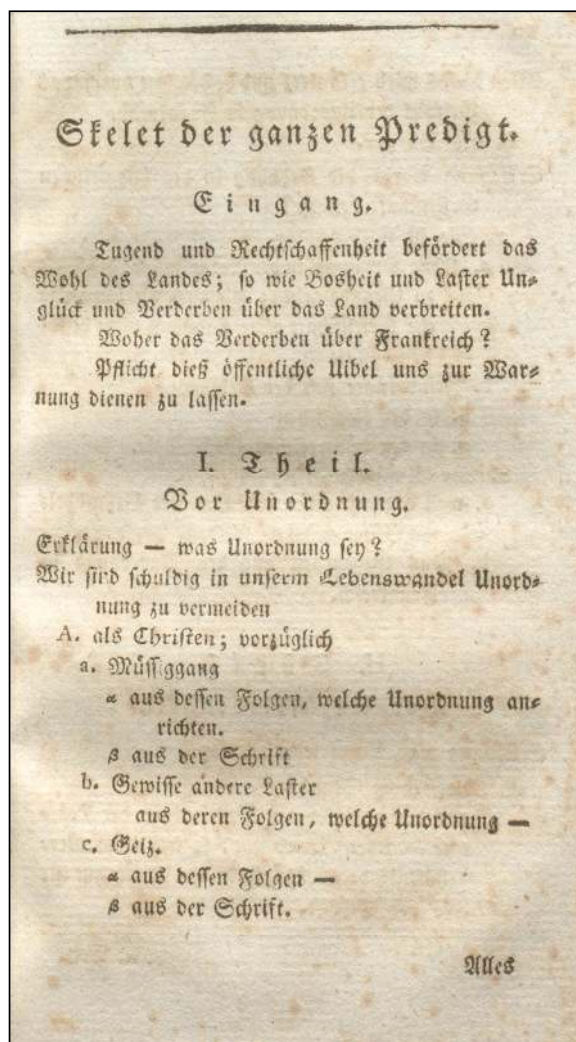 Skelet der ganzen Predigt.
Eingang.
Tugend und Rechtschaffenheit befördert das
Wohl des Landes; so wie Bosheit und Laster Un-
glück und Verderben über das Land verbreiten.
Woher das Verderben über Frankreich?
Pflicht dieß öffentliche Uibel uns zur War-
nung dienen zu lassen.
I. Theil.
Vor Unordnung.
Erklärung — was Unordnung sey?
Wir sind schuldig in unserm Lebenswandel Unord-
nung zu vermeiden
A. als Christen; vorzüglich
a. Müssiggang
α aus dessen Folgen, welche Unordnung an-
richten.
β aus der Schrift
b. Gewisse andere Laster
aus deren Folgen, welche Unordnung —
c. Geiz.
α aus dessen Folgen —
β aus der Schrift.
Alles